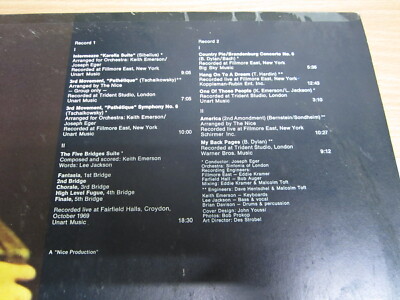 Record 1
I
Intermezzo "Karelia Suite" (Sibelius) *
Arranged for Orchestra: Keith Emerson/
Joseph Eger
Recorded at Fillmore East, New York
Unart Music 9:05
3rd Movement, "Pathétique" (Tschaikowsky)
Arranged by The Nice
— Group only —
Recorded at Trident Studio, London
Unart Music 7:05
3rd Movement, "Pathétique" Symphony No. 6
(Tschaikowsky) *
Arranged for Orchestra: Keith Emerson/
Joseph Eger
Recorded at Fillmore East, New York
Unart Music 10:00
II
The Five Bridges Suite *
Composed and scored: Keith Emerson
Words: Lee Jackson
Fantasia, 1st Bridge
2nd Bridge
Chorale, 3rd Bridge
High Level Fugue, 4th Bridge
Finale, 5th Bridge
Recorded live at Fairfield Halls, Croydon,
October 1969
Unart Music 18:30
A "Nice Production"
Record 2
I
Country Pie/Brandenburg Concerto No. 6
(B. Dylan/Bach) *
Recorded at Fillmore East, New York
Big Sky Music 5:08
Hang On To A Dream (T. Hardin) **
Recorded live at Fillmore East, New York
Koppleman-Rubin Ent. Inc. 12:43
One Of Those People (K. Emerson/L. Jackson)
Recorded at Trident Studio, London
Unart Music 3:10
II
America (2nd Amendment) (Bernstein/Sondheim) **
Arranged by The Nice
Recorded at Fillmore East, New York
Schirmer Inc. 10:27
My Back Pages (B. Dylan) **
Recorded at Trident Studio, London
Warner Bros. Music 9:12
* Conductor: Joseph Eger
Orchestra: Sinfonia of London
Recording Engineers:
Fillmore East — Eddie Kramer
Fairfield Hall — Bob Auger
Mixing: Eddie Kramer & Malcolm Toft
** Engineers: Dave Hentschel & Malcolm Toft
Keith Emerson — Keyboards
Lee Jackson — Bass & vocal
Brian Davison — Drums & percussion
Cover Design: John Youssi
Photos: Bob Prokop
Art Director: Des Strobel